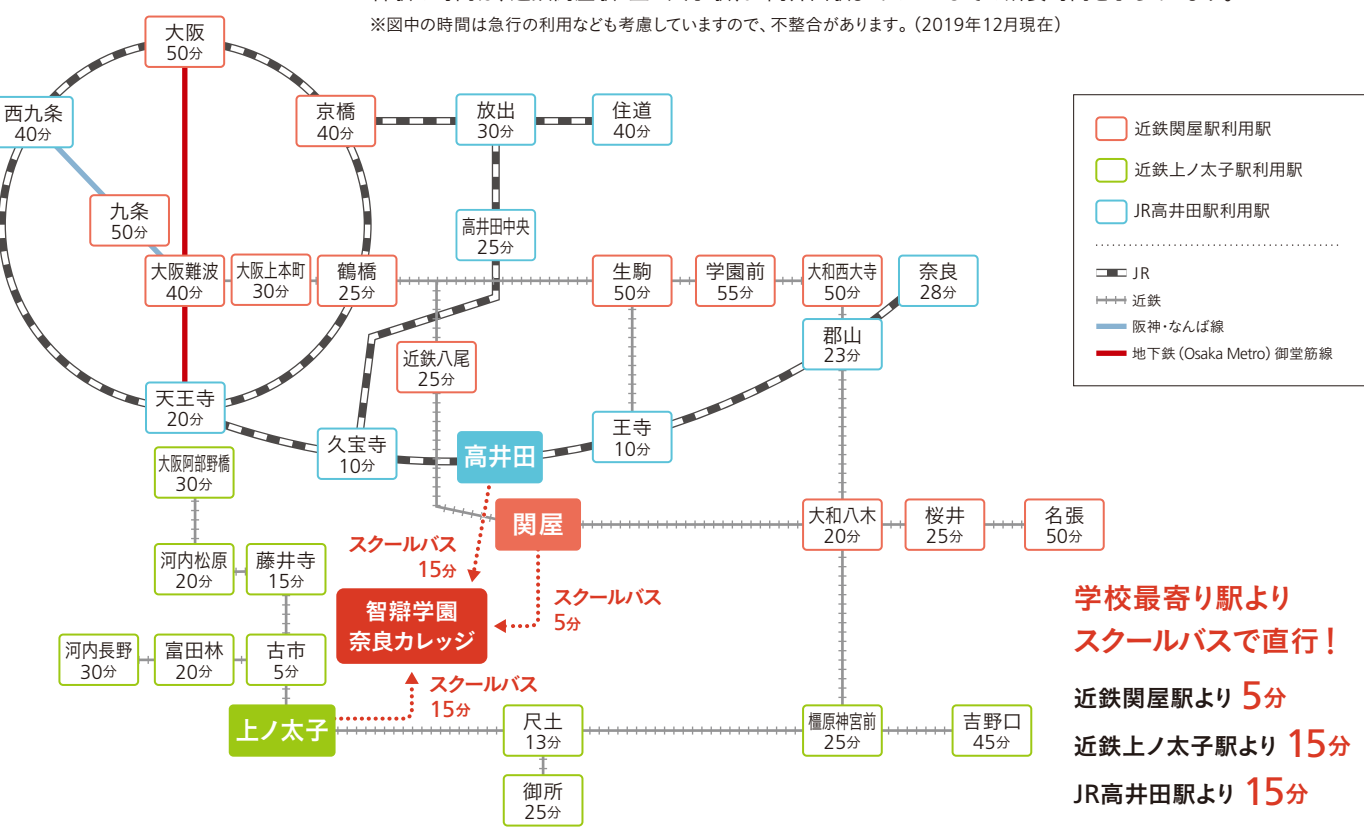 ※図中の時間は急行の利用なども考慮していますので、不整合があります。（2019年12月現在）
大阪
50分
西九条
40分
京橋
40分
放出
30分
住道
40分
九条
50分
高井田中央
25分
大阪難波
40分
大阪上本町
30分
鶴橋
25分
生駒
50分
学園前
55分
大和西大寺
50分
奈良
28分
郡山
23分
近鉄八尾
25分
天王寺
20分
久宝寺
10分
高井田
王寺
10分
大阪阿部野橋
30分
関屋
大和八木
20分
桜井
25分
名張
50分
スクールバス
15分
河内松原
20分
藤井寺
15分
智辯学園
奈良カレッジ
スクールバス
5分
河内長野
30分
富田林
20分
古市
5分
スクールバス
15分
上ノ太子
尺土
13分
橿原神宮前
25分
吉野口
45分
御所
25分
近鉄関屋駅利用駅
近鉄上ノ太子駅利用駅
JR高井田駅利用駅
JR
近鉄
阪神・なんば線
地下鉄（Osaka Metro）御堂筋線
学校最寄り駅より
スクールバスで直行！
近鉄関屋駅より 5分
近鉄上ノ太子駅より 15分
JR高井田駅より 15分